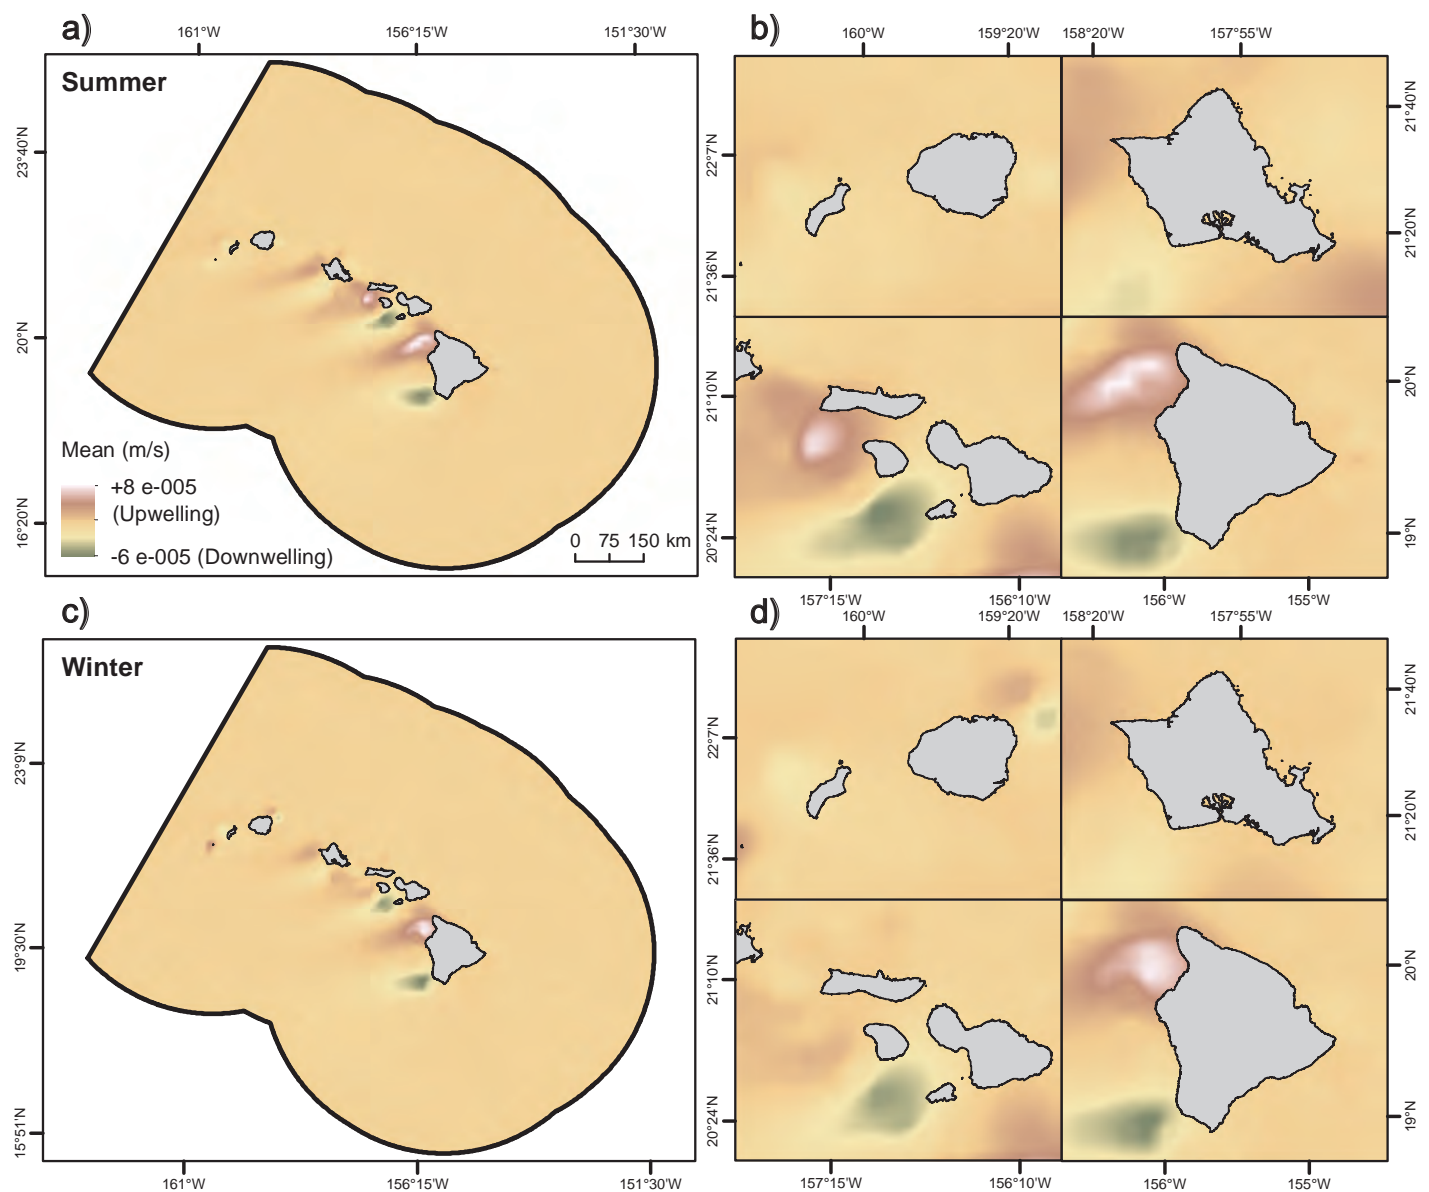 a)
161°W 156°15'W 151°30'W
Summer
23°40'N
20°N
16°20'N
Mean (m/s)
+8 e-005
(Upwelling)
-6 e-005 (Downwelling)
0 75 150 km
b)
160°W 159°20'W 158°20'W 157°55'W
22°7'N
21°36'N
21°40'N
21°20'N
21°10'N
20°24'N
20°N
19°N
157°15'W 156°10'W 156°W 155°W
c)
Winter
23°9'N
19°30'N
15°51'N
161°W 156°15'W 151°30'W
d)
160°W 159°20'W 158°20'W 157°55'W
22°7'N
21°36'N
21°40'N
21°20'N
21°10'N
20°24'N
20°N
19°N
157°15'W 156°10'W 156°W 155°W